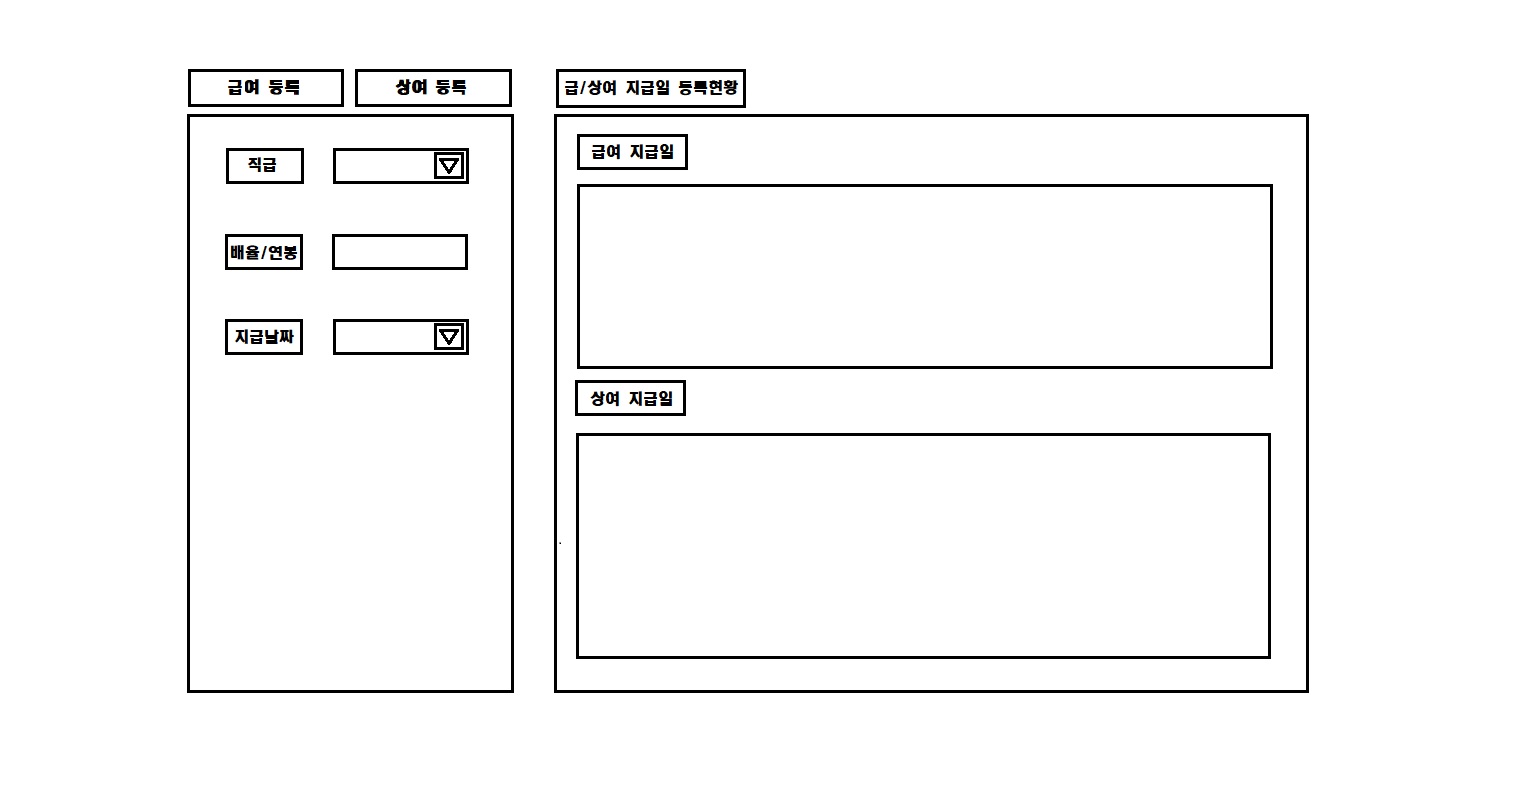 급여 등록
상여 등록
급/상여 지급일 등록현황
직급
배율/연봉
지급날짜
급여 지급일
상여 지급일